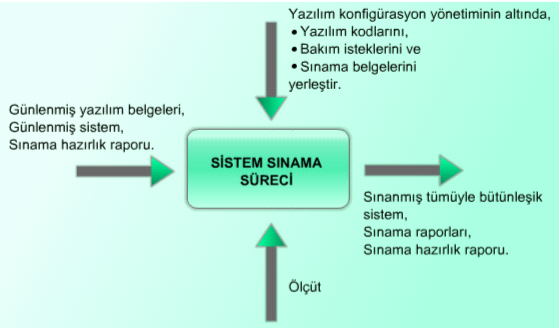 Yazılım konfigürasyon yönetiminin altında,
• Yazılım kodlarını,
• Bakım isteklerini ve
• Sınama belgelerini
yerleştir.
Günlenmiş yazılım belgeleri,
Günlenmiş sistem,
Sınama hazırlık raporu.
SİSTEM SINAMA
SÜRECİ
Sınanmış tümüyle bütünleşik
sistem,
Sınama raporları,
Sınama hazırlık raporu.
Ölçüt